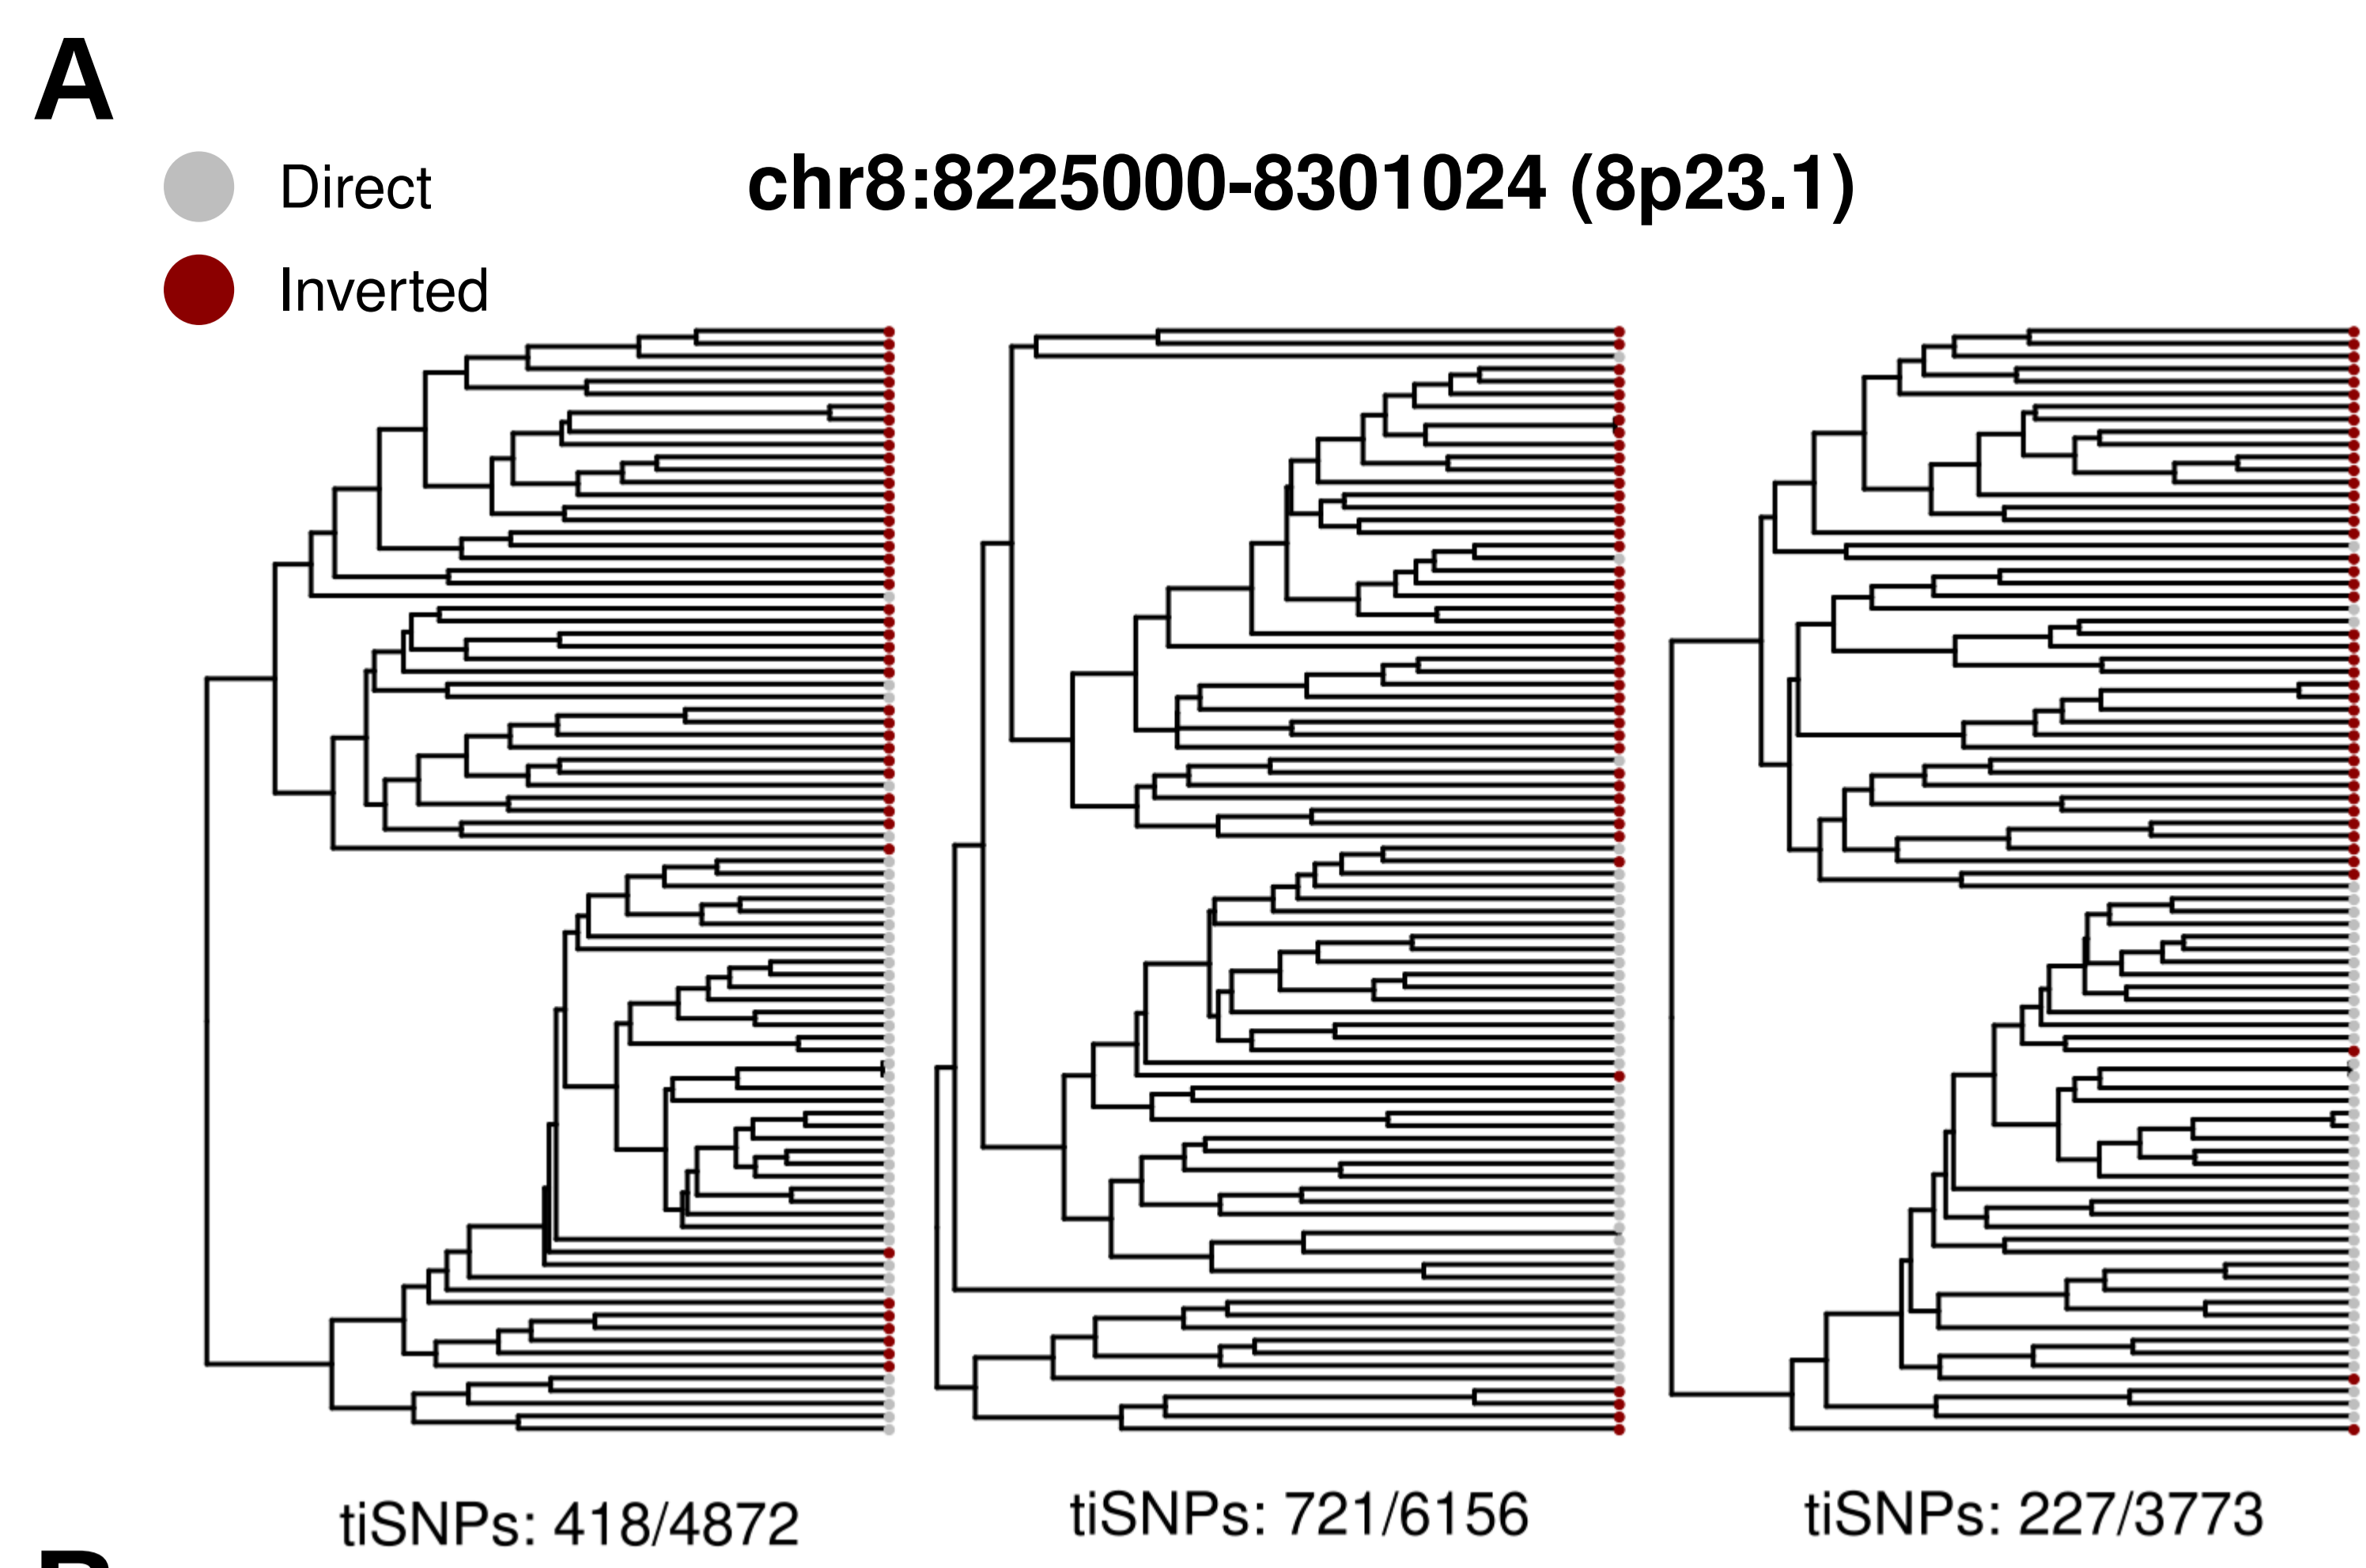 A
Direct
Inverted
chr8:8225000-8301024 (8p23.1)
tiSNPs: 418/4872
tiSNPs: 721/6156
tiSNPs: 227/3773